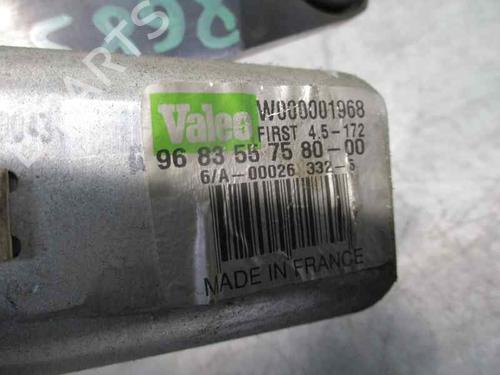 Valeo
W000001968
FIRST 4.5-172
96 83 55 75 80-00
6/A-00026 332-5
MADE IN FRANCE